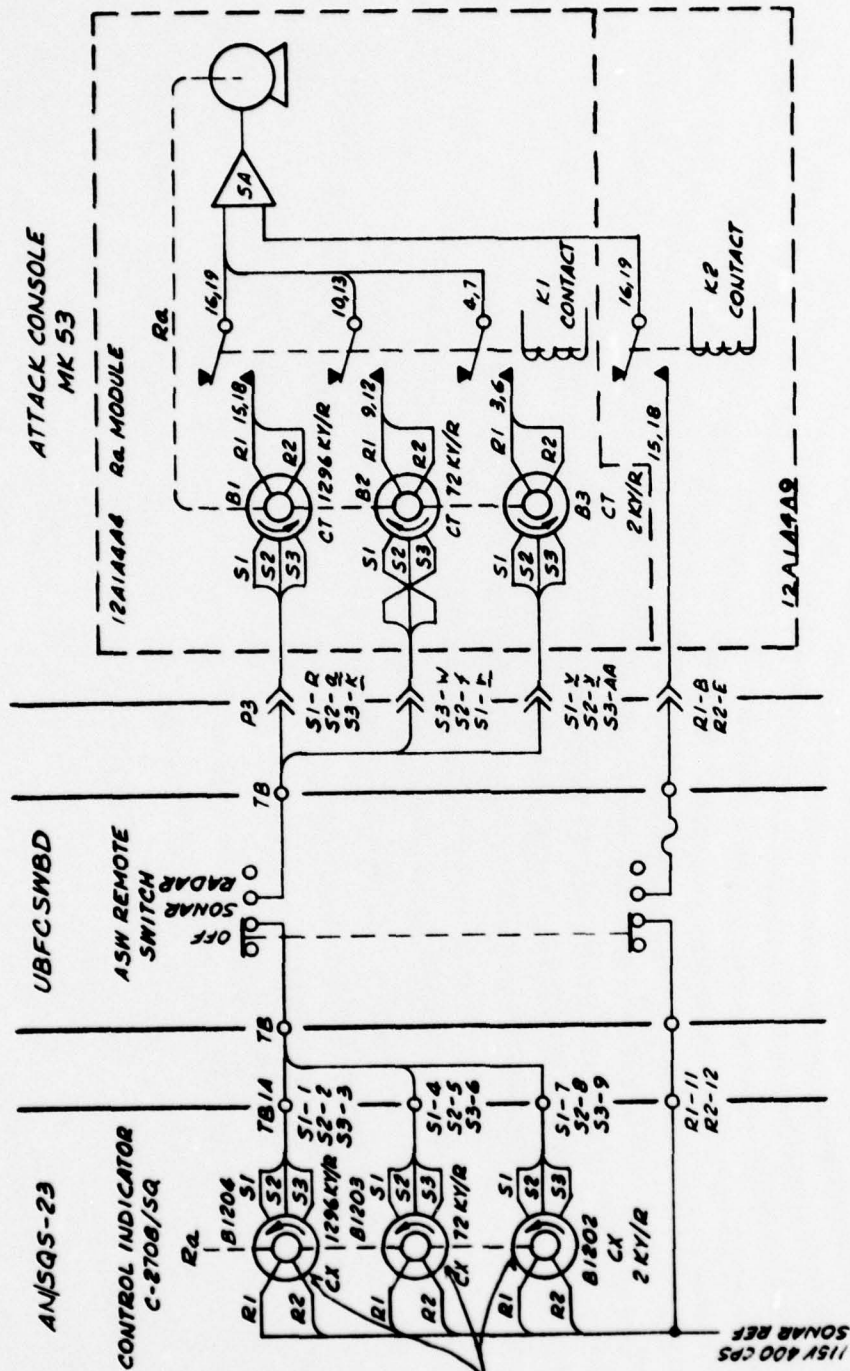 AN/SQS-23
CONTROL INDICATOR
C-2708/SQ
UBFC SWBD
ASW REMOTE
SWITCH
OFF
SONAR
RADAR
ATTACK CONSOLE
MK 53
12A1A4A4 Ra MODULE
Ra
B1204
R1
R2
S1
S2
S3
CX 1296 KY/R
TB1A
S1-1
S2-2
S3-3
TB
TB
P3
S1-R
S3-K
S1
S2
S3
B1
CT 1296 KY/R
R1 15,18
R2
16,19
Ra
SA
B1203
R1
R2
S1
S2
S3
CX 72 KY/R
S1-4
S2-5
S3-6
S3-W
S2-f
S1-r
S1
S2
S3
B2
CT 72 KY/R
R1 9,12
R2
10,13
R1
R2
S1
S2
S3
B1202
CX
2 KY/R
S1-7
S2-8
S3-9
S3-AA
S1
S2
S3
B3
CT
2 KY/R
R1 3,6
R2
4,7
K1
CONTACT
115V 400 CPS
SONAR REF
R1-11
R2-12
R1-B
R2-E
15,18
16,19
K2
CONTACT
12A1A4A9